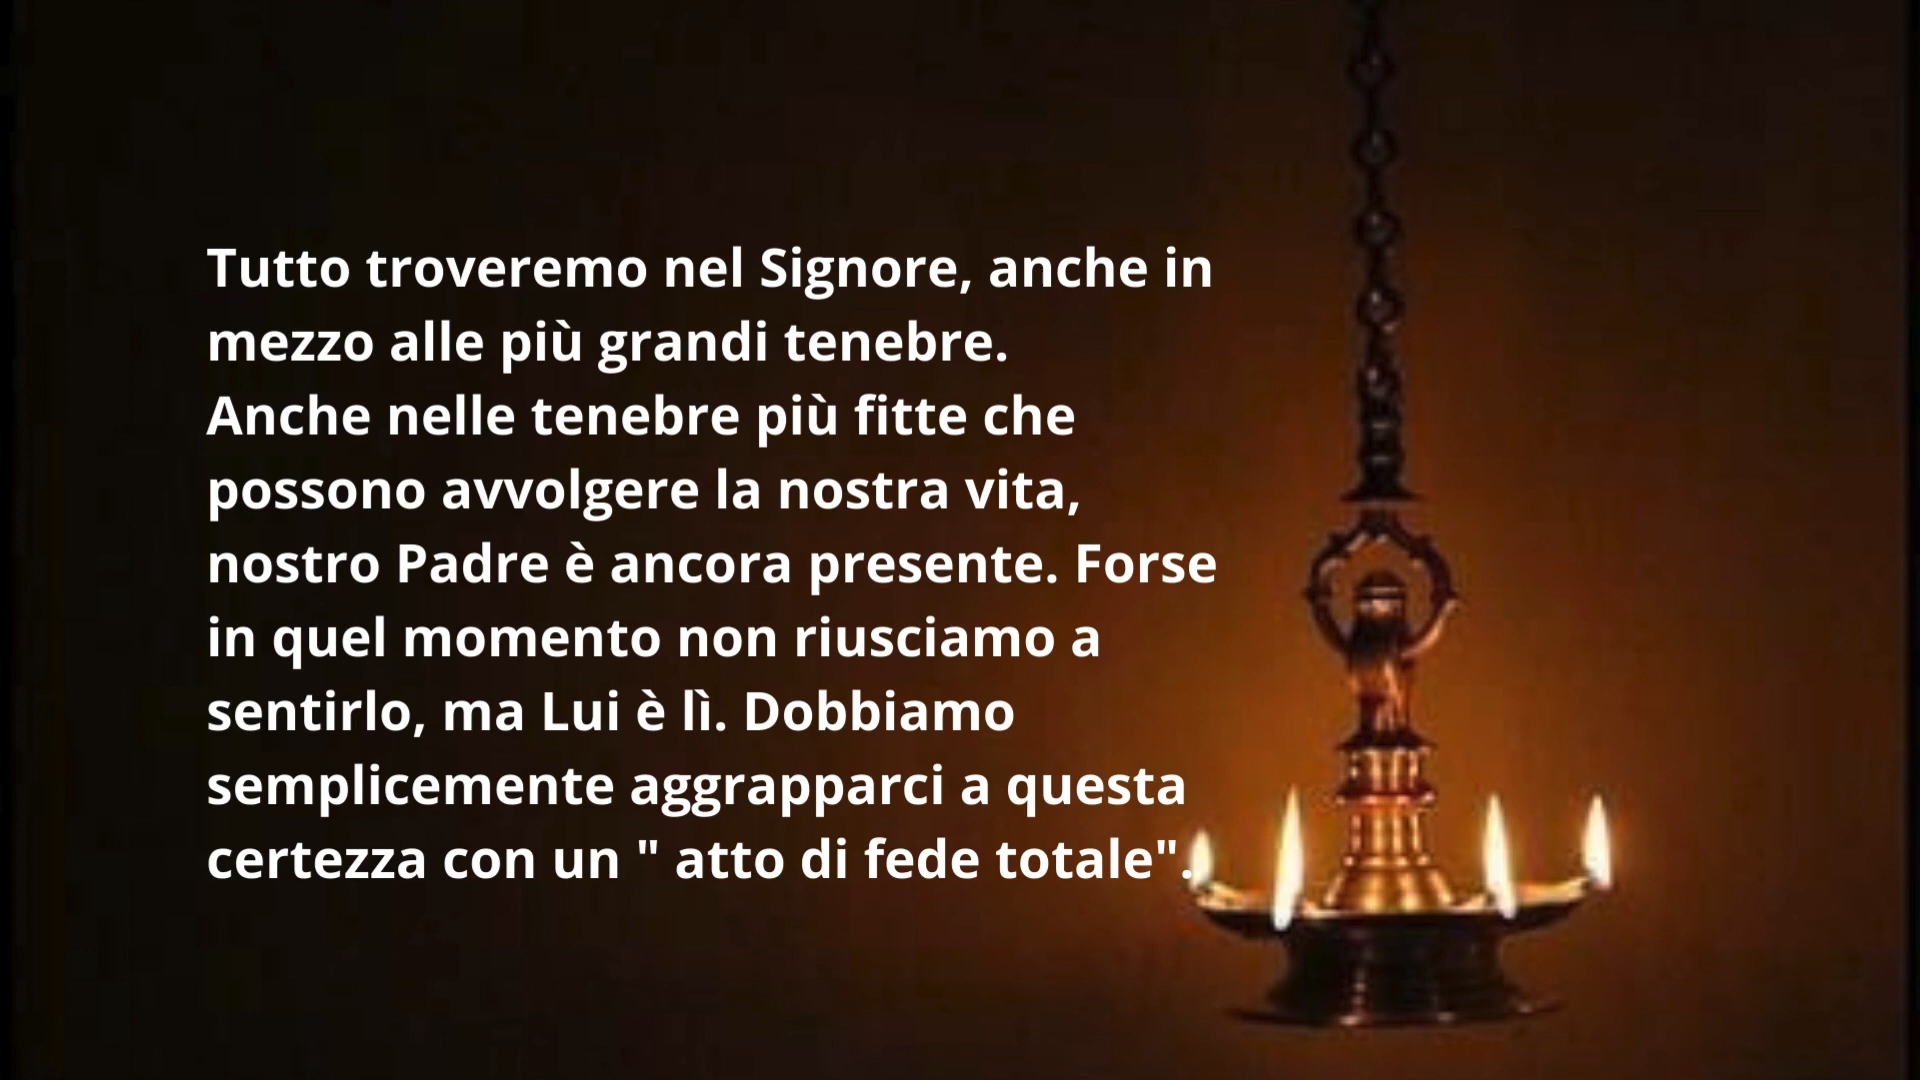 Tutto troveremo nel Signore, anche in
mezzo alle più grandi tenebre.
Anche nelle tenebre più fitte che
possono avvolgere la nostra vita,
nostro Padre è ancora presente. Forse
in quel momento non riusciamo a
sentirlo, ma Lui è lì. Dobbiamo
semplicemente aggrapparci a questa
certezza con un " atto di fede totale".